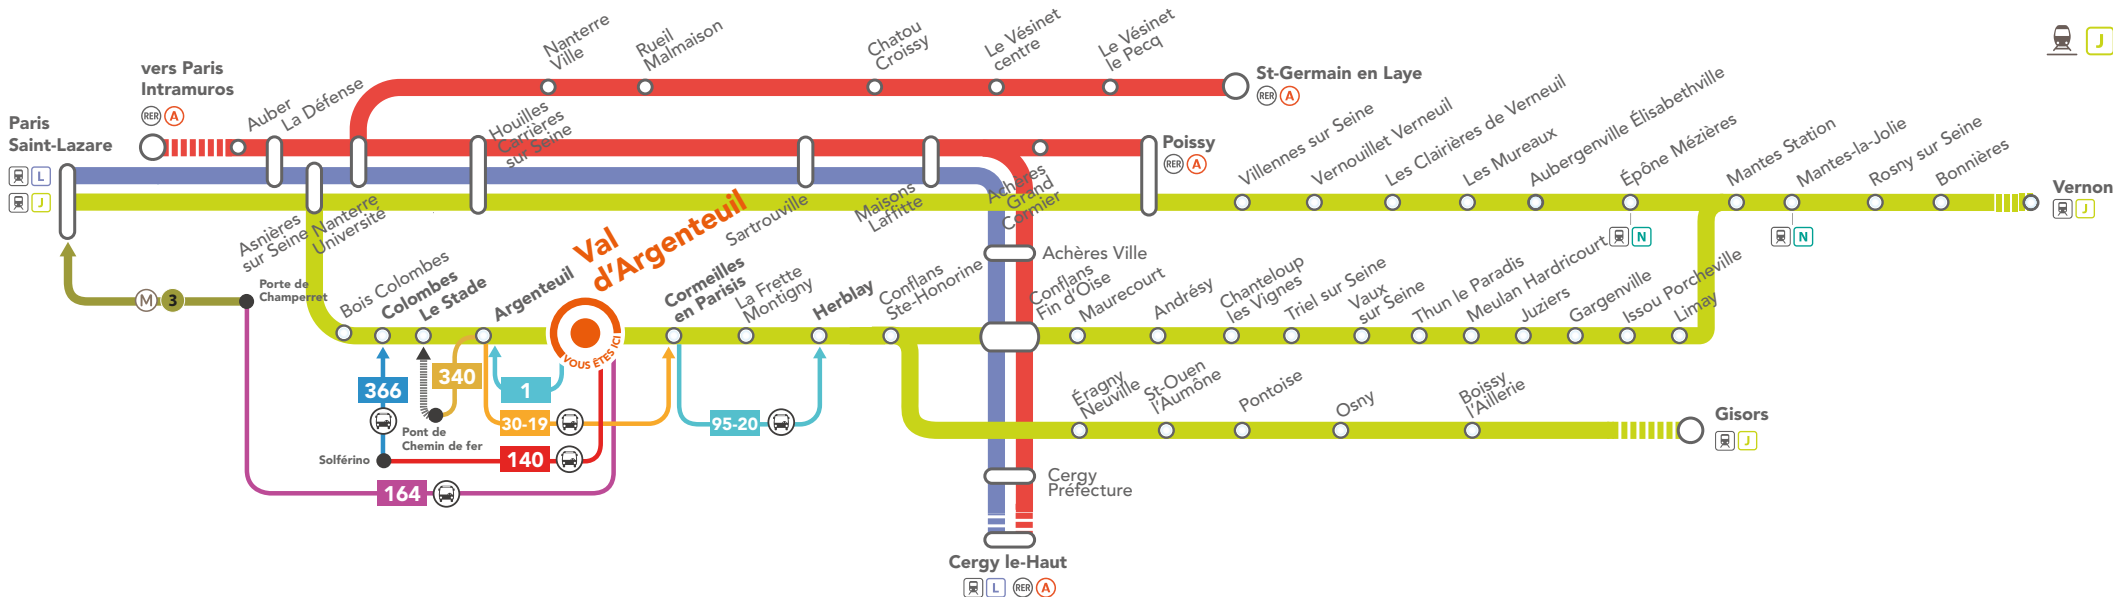 J
vers Paris
Intramuros
RER A
Paris
Saint-Lazare
L
J
Auber
La Défense
Nanterre
Ville
Rueil
Malmaison
Chatou
Croissy
Le Vésinet
centre
Le Vésinet
le Pecq
St-Germain en Laye
RER A
Houilles
Carrières
sur Seine
Poissy
RER A
Asnières
sur Seine
Nanterre
Université
Sartrouville
Maisons
Laffitte
Achères
Grand
Cormier
Villennes sur Seine
Vernouillet Verneuil
Les Clairières de Verneuil
Les Mureaux
Aubergenville Élisabethville
Épône Mézières
N
Mantes Station
Mantes-la-Jolie
N
Rosny sur Seine
Bonnières
Vernon
J
Achères Ville
M 3
Porte de
Champerret
Bois Colombes
Colombes
Le Stade
Argenteuil
Val
d'Argenteuil
VOUS ÊTES ICI
Cormeilles
en Parisis
La Frette
Montigny
Herblay
Conflans
Ste-Honorine
Conflans
Fin d'Oise
Maurecourt
Andrésy
Chanteloup
les Vignes
Triel sur Seine
Vaux
sur Seine
Thun le Paradis
Meulan Hardricourt
Juziers
Gargenville
Issou Porcheville
Limay
366
340
1
30-19
95-20
Pont de
Chemin de fer
Solférino
140
164
Éragny
Neuville
St-Ouen
l'Aumône
Pontoise
Osny
Boissy
l'Aillerie
Gisors
J
Cergy
Préfecture
Cergy le-Haut
L RER A